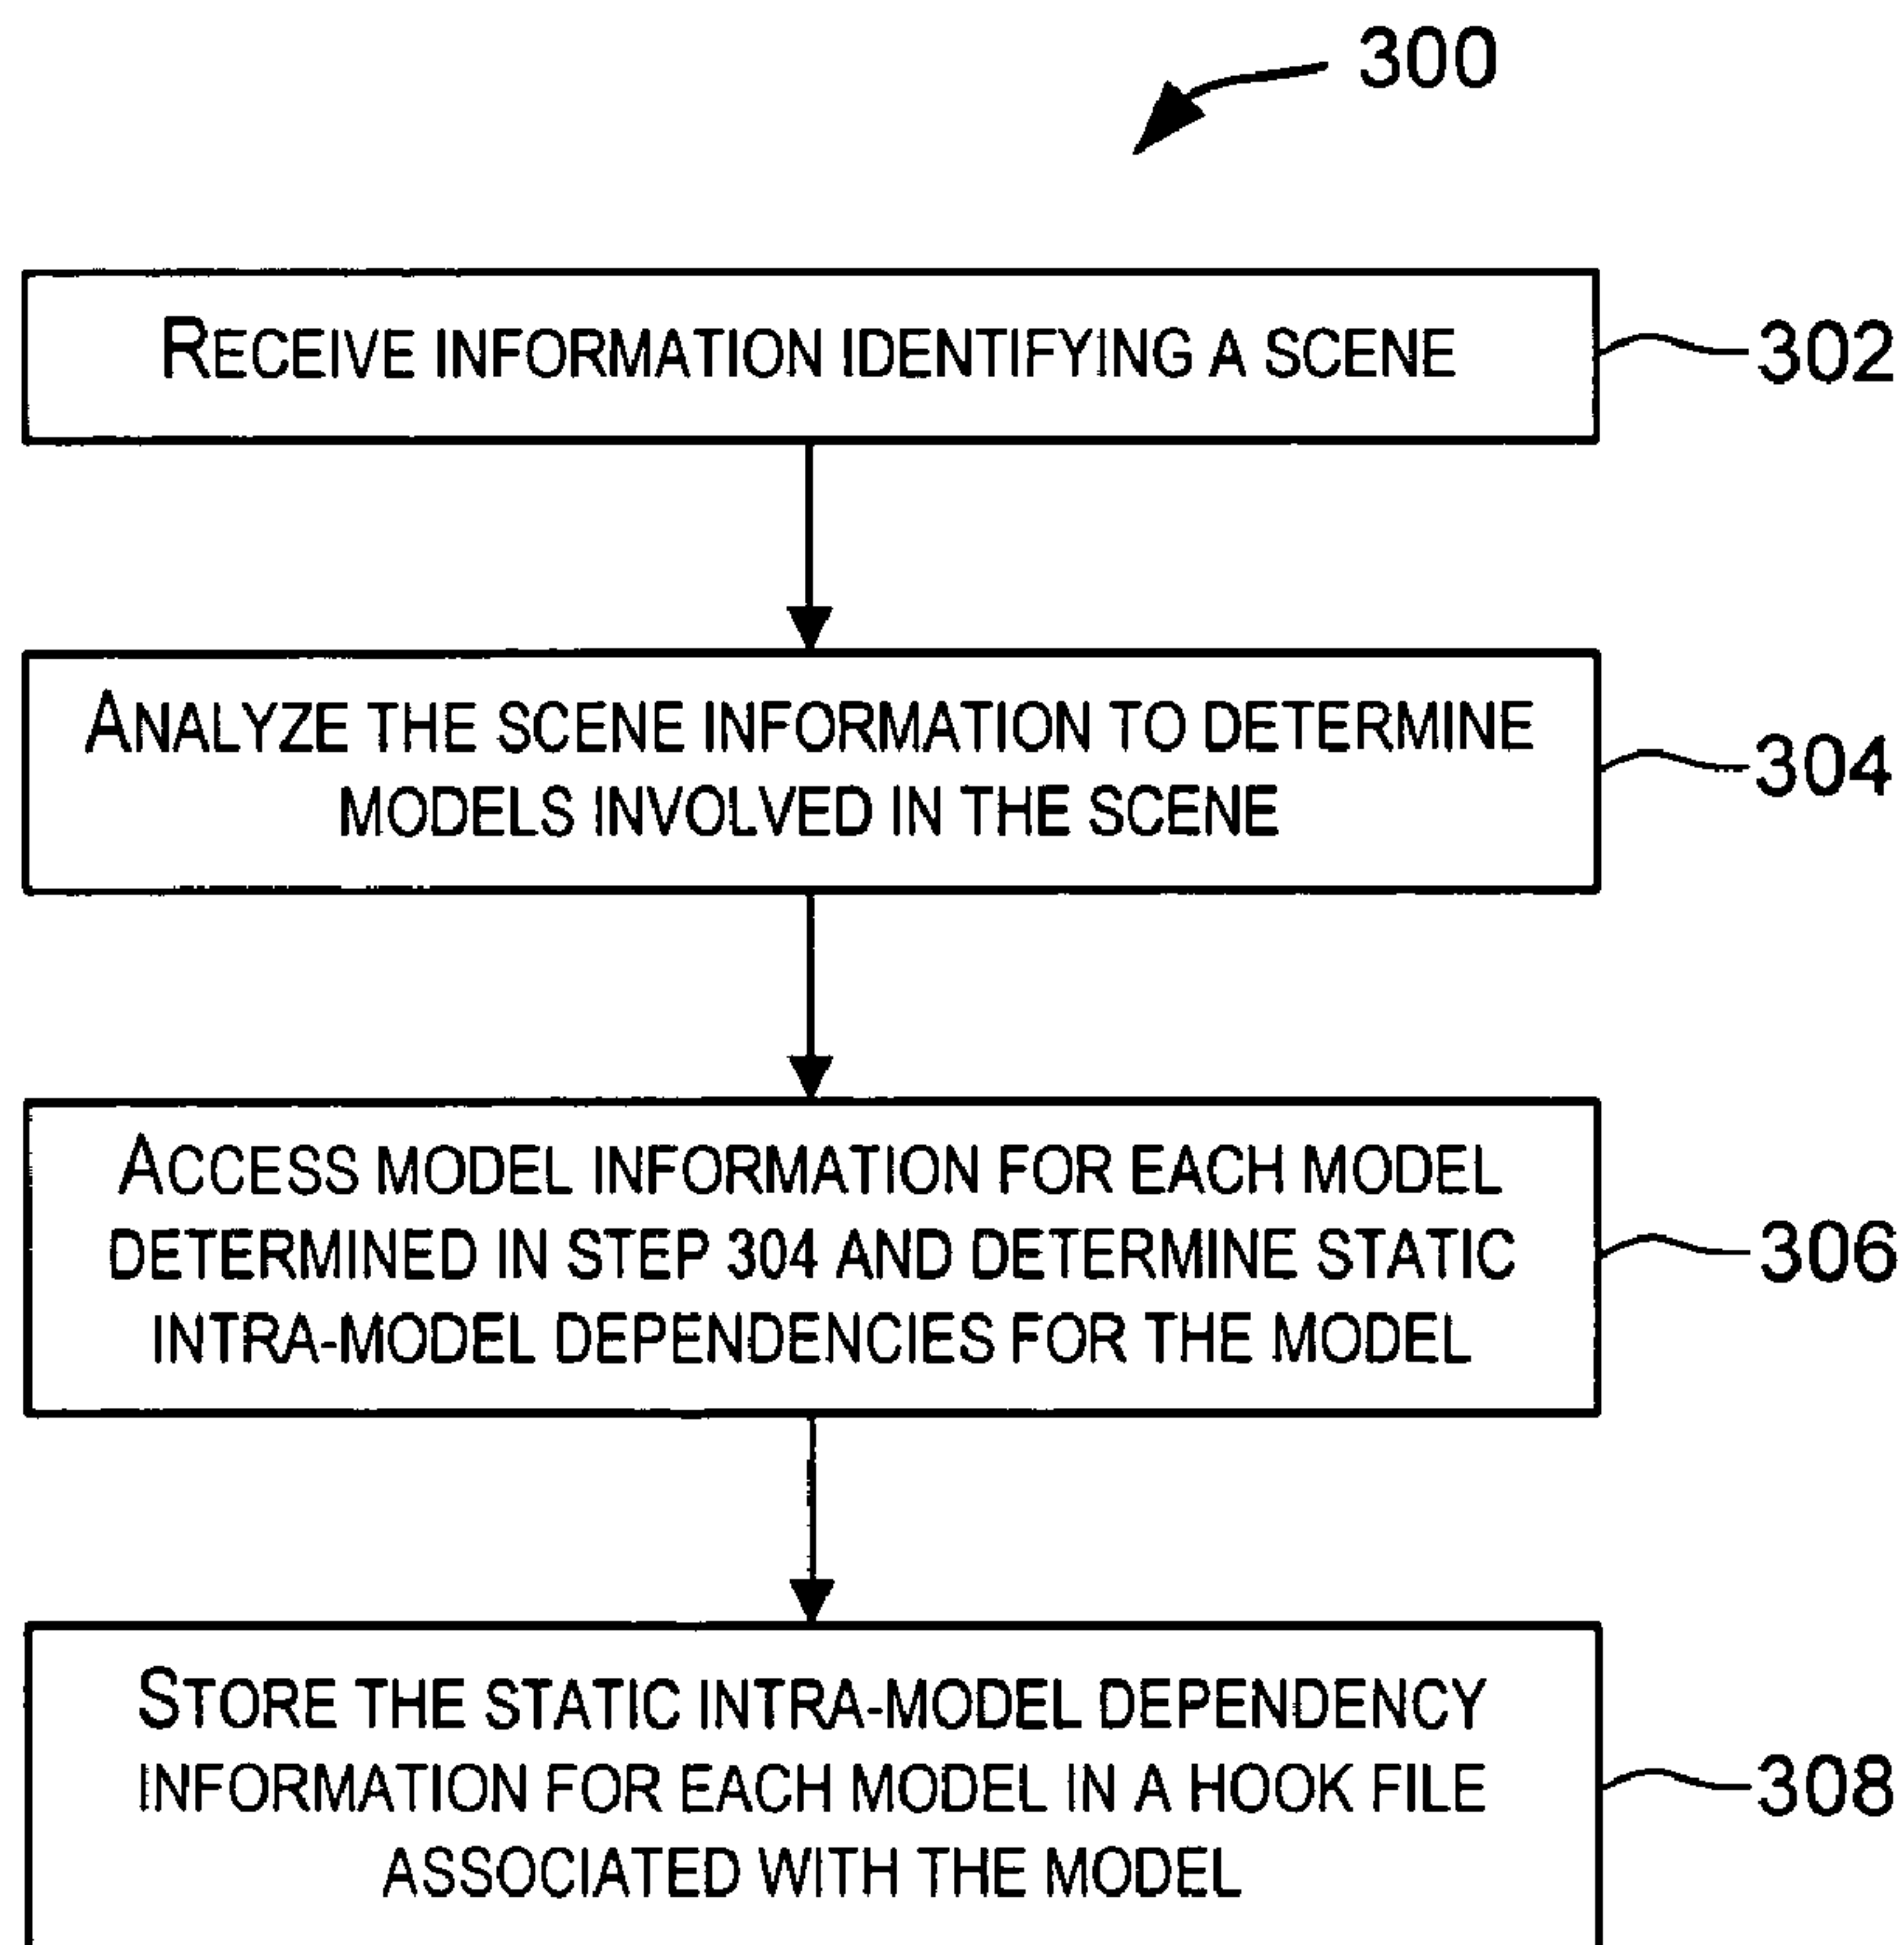 300
RECEIVE INFORMATION IDENTIFYING A SCENE
302
ANALYZE THE SCENE INFORMATION TO DETERMINE
MODELS INVOLVED IN THE SCENE
304
ACCESS MODEL INFORMATION FOR EACH MODEL
DETERMINED IN STEP 304 AND DETERMINE STATIC
INTRA-MODEL DEPENDENCIES FOR THE MODEL
306
STORE THE STATIC INTRA-MODEL DEPENDENCY
INFORMATION FOR EACH MODEL IN A HOOK FILE
ASSOCIATED WITH THE MODEL
308